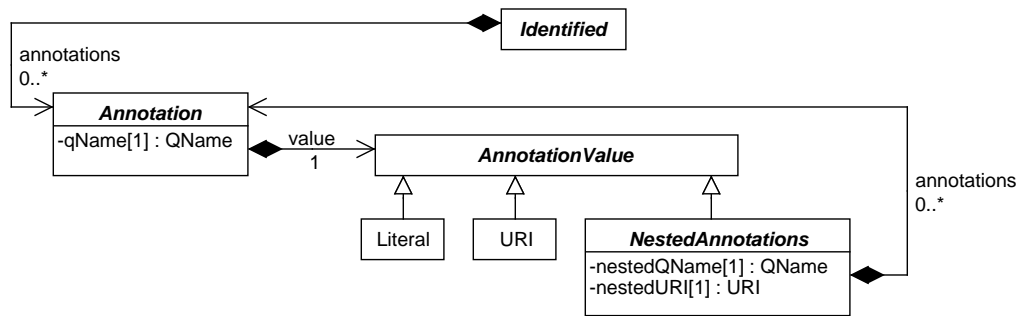 Identified
annotations
0..*
Annotation
-qName[1] : QName
value
1
AnnotationValue
annotations
0..*
Literal
URI
NestedAnnotations
-nestedQName[1] : QName
-nestedURI[1] : URI